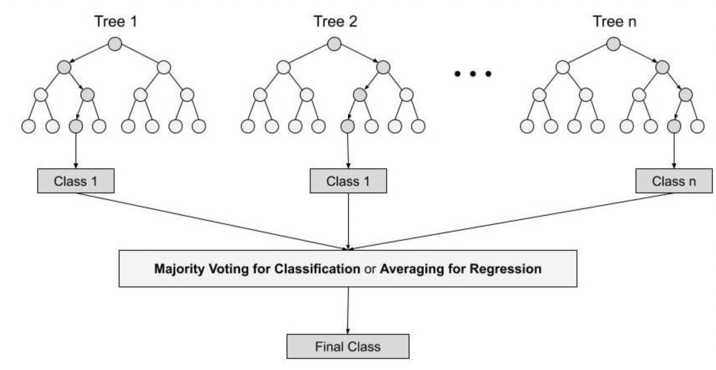 Tree 1
Tree 2
Tree n
Class 1
Class 1
Class n
Majority Voting for Classification or Averaging for Regression
Final Class